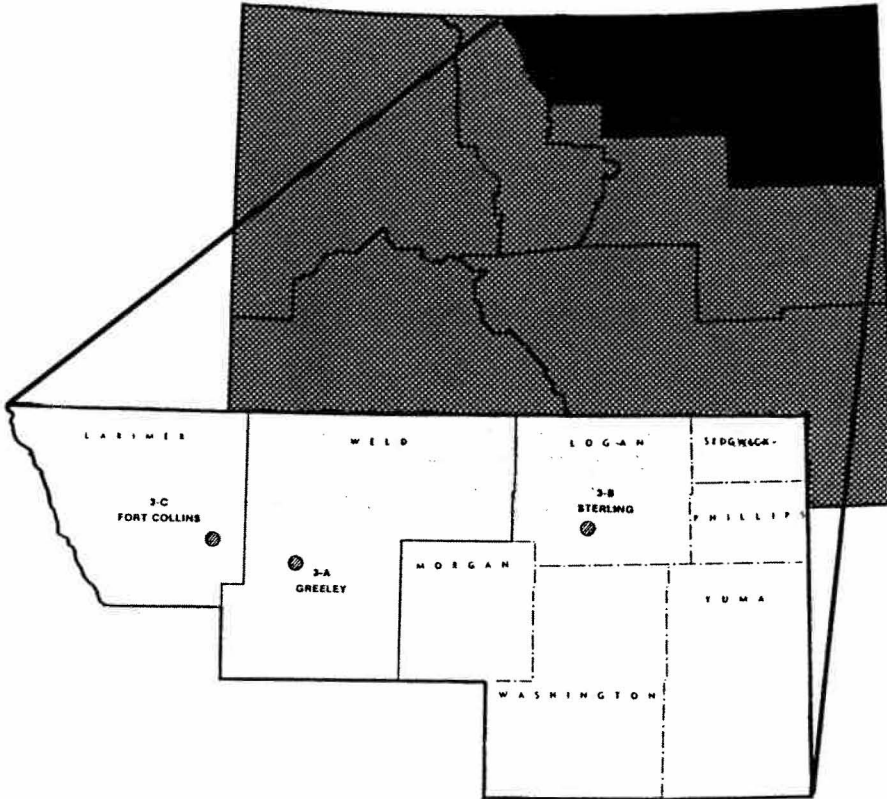 LARIMER
WELD
LOGAN
SEDGWICK
3-C
FORT COLLINS
3-B
STERLING
PHILLIPS
3-A
GREELEY
MORGAN
YUMA
WASHINGTON